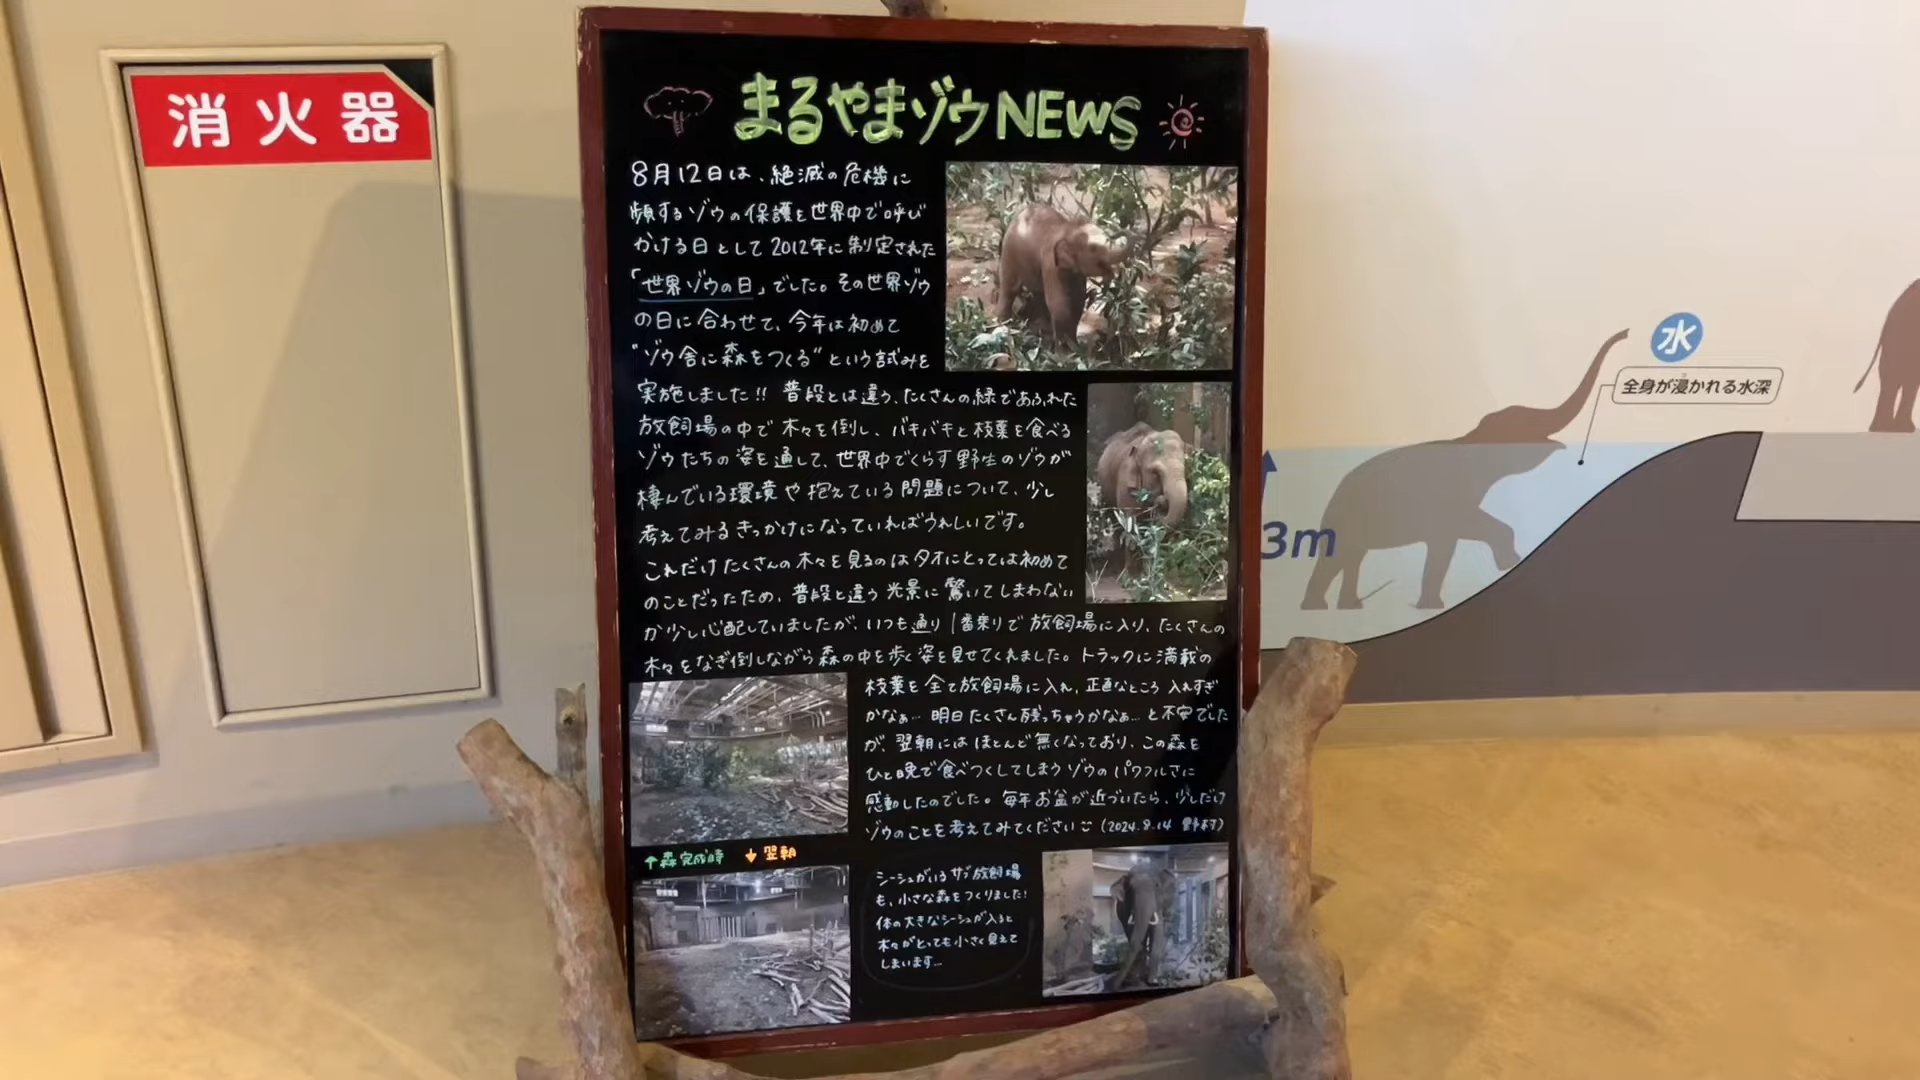 消火器
まるやまゾウNEWS
8月12日は、絶滅の危機に
頻するゾウの保護を世界中で呼び
かける日として2012年に制定された
「世界ゾウの日」でした。その世界ゾウ
の日に合わせて、今年は初めて
"ゾウ舎に森をつくる"という試みを
実施しました!! 普段とは違う、たくさんの緑であふれた
放飼場の中で木々を倒し、バキバキと枝葉を食べる
ゾウたちの姿を通して、世界中でくらす野生のゾウが
棲んでいる環境や抱えている問題について、少し
考えてみるきっかけになっていればうれしいです。
これだけたくさんの木々を見るのはタオにとっては初めて
のことだったため、普段と違う光景に驚いてしまわない
か少し心配していましたが、いつも通り1番乗りで放飼場に入り、たくさんの
木々をなぎ倒しながら森の中を歩く姿を見せてくれました。トラックに満載の
枝葉を全て放飼場に入れ、正直なところ入れすぎ
かなぁ…明日たくさん残っちゃうかなぁ…と不安でした
が、翌朝にはほとんど無くなっており、この森を
ひと晩で食べつくしてしまうゾウのパワフルさに
感動したのでした。毎年お盆が近づいたら、少しだけ
ゾウのことを考えてみてください (2024.8.14 野村)
↑森完成時 ↓翌朝
シーシュがいるサブ放飼場
も、小さな森をつくりました!
体の大きなシーシュが入ると
木々がとっても小さく見えて
しまいます…
水
全身が浸かれる水深
3m